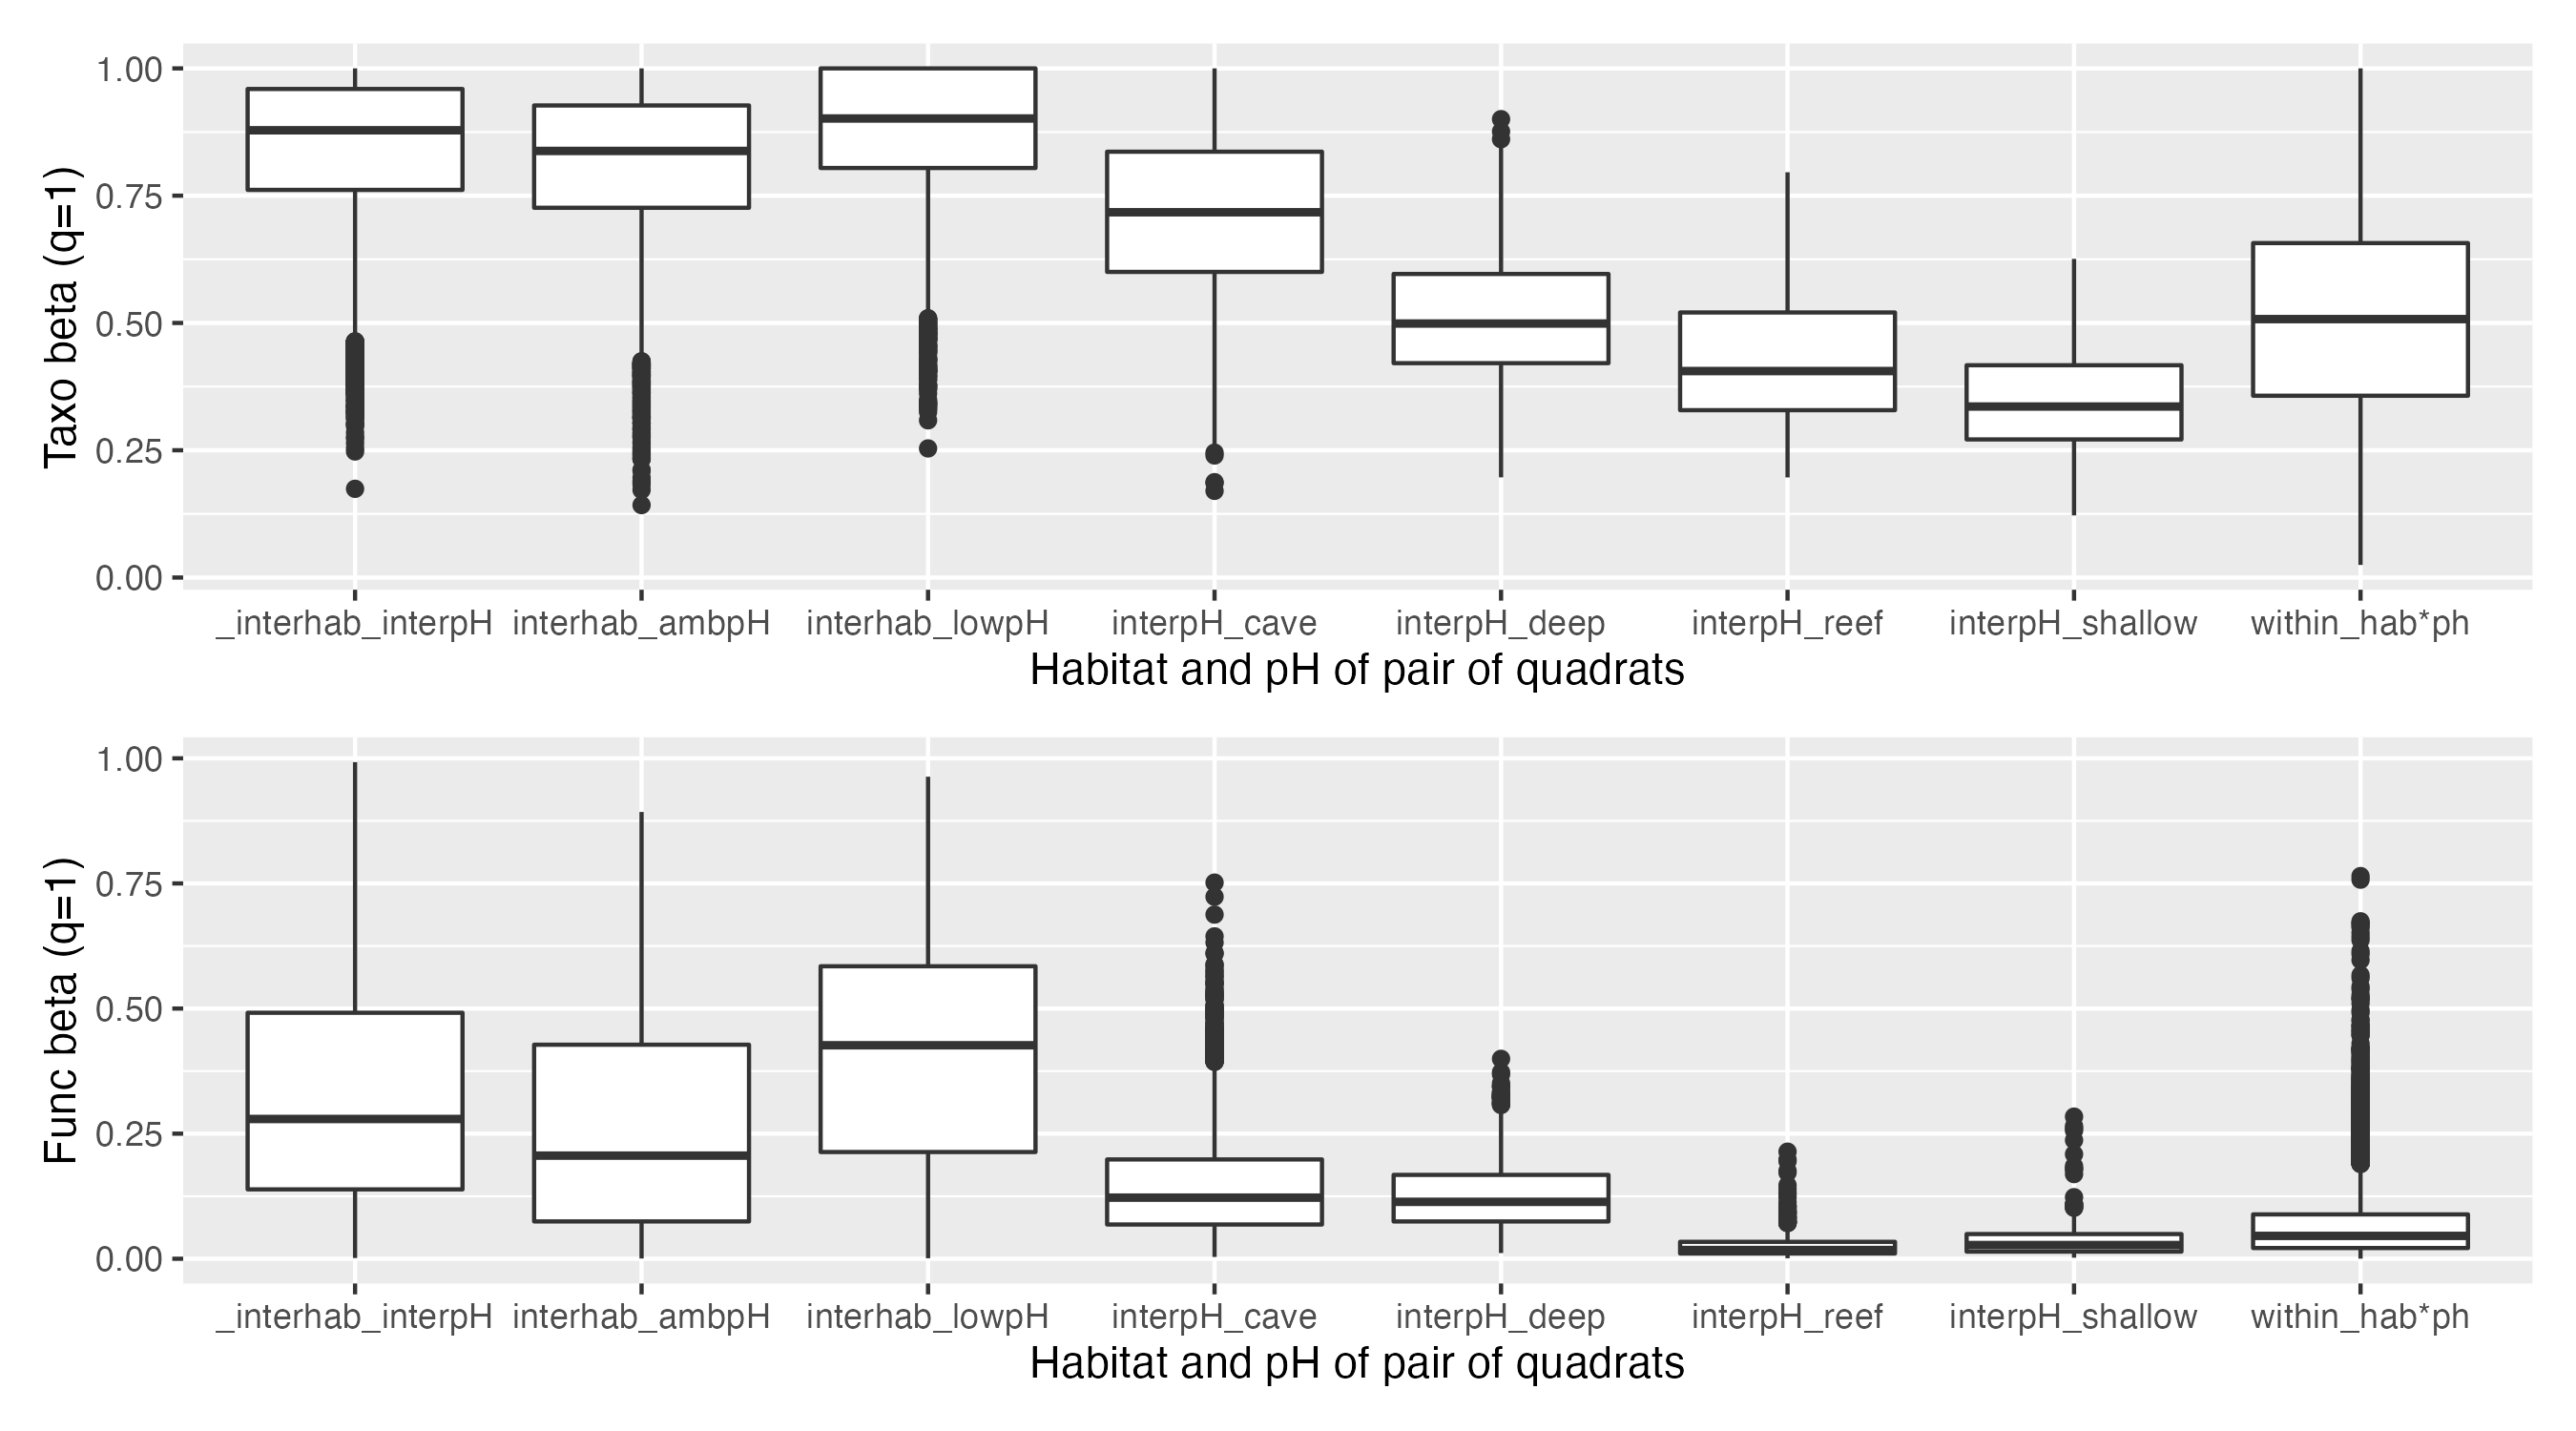 1.00
0.75
0.50
0.25
0.00
Taxo beta (q=1)
_interhab_interpH interhab_ambpH interhab_lowpH interpH_cave interpH_deep interpH_reef interpH_shallow within_hab*ph
Habitat and pH of pair of quadrats
1.00
0.75
0.50
0.25
0.00
Func beta (q=1)
_interhab_interpH interhab_ambpH interhab_lowpH interpH_cave interpH_deep interpH_reef interpH_shallow within_hab*ph
Habitat and pH of pair of quadrats